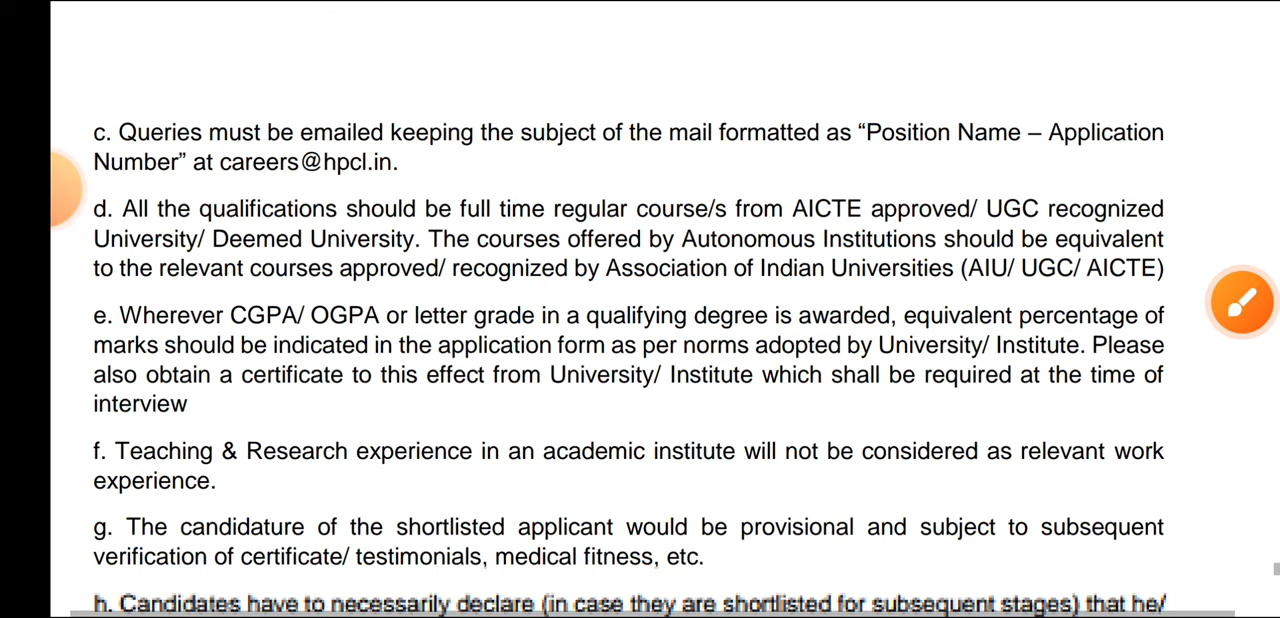 c. Queries must be emailed keeping the subject of the mail formatted as “Position Name – Application
Number” at careers@hpcl.in.
d. All the qualifications should be full time regular course/s from AICTE approved/ UGC recognized
University/ Deemed University. The courses offered by Autonomous Institutions should be equivalent
to the relevant courses approved/ recognized by Association of Indian Universities (AIU/ UGC/ AICTE)
e. Wherever CGPA/ OGPA or letter grade in a qualifying degree is awarded, equivalent percentage of
marks should be indicated in the application form as per norms adopted by University/ Institute. Please
also obtain a certificate to this effect from University/ Institute which shall be required at the time of
interview
f. Teaching & Research experience in an academic institute will not be considered as relevant work
experience.
g. The candidature of the shortlisted applicant would be provisional and subject to subsequent
verification of certificate/ testimonials, medical fitness, etc.
h. Candidates have to necessarily declare (in case they are shortlisted for subsequent stages) that he/